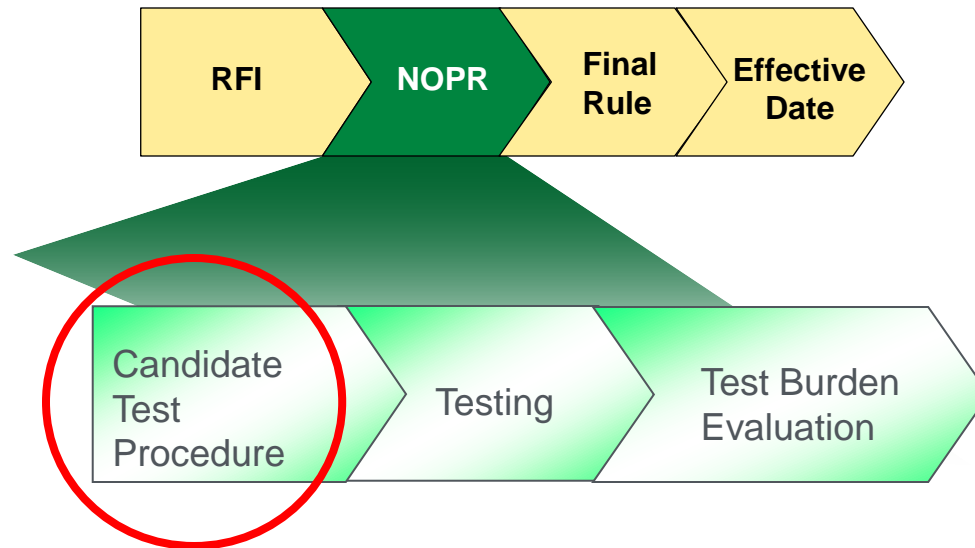 RFI
NOPR
Final
Rule
Effective
Date
Candidate
Test
Procedure
Testing
Test Burden
Evaluation